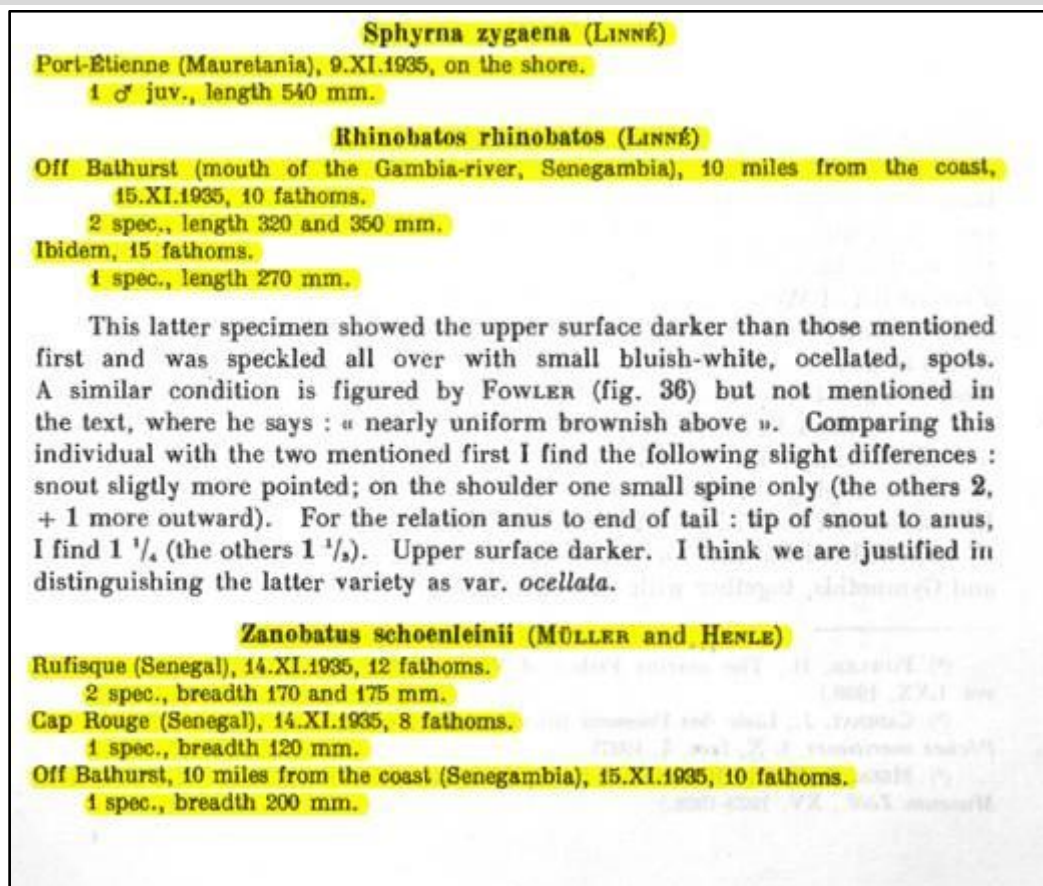 Sphyrna zygaena (LINNÉ)
Port-Étienne (Mauretania), 9.XI.1935, on the shore.
1 ♂ juv., length 540 mm.
Rhinobatos rhinobatos (LINNÉ)
Off Bathurst (mouth of the Gambia-river, Senegambia), 10 miles from the coast,
15.XI.1935, 10 fathoms.
2 spec., length 320 and 350 mm.
Ibidem, 15 fathoms.
1 spec., length 270 mm.
This latter specimen showed the upper surface darker than those mentioned
first and was speckled all over with small bluish-white, ocellated, spots.
A similar condition is figured by FOWLER (fig. 36) but not mentioned in
the text, where he says : « nearly uniform brownish above ». Comparing this
individual with the two mentioned first I find the following slight differences :
snout sligtly more pointed; on the shoulder one small spine only (the others 2,
+ 1 more outward). For the relation anus to end of tail : tip of snout to anus,
I find 1 1/4 (the others 1 1/3). Upper surface darker. I think we are justified in
distinguishing the latter variety as var. ocellata.
Zanobatus schoenleinii (MÜLLER and HENLE)
Rufisque (Senegal), 14.XI.1935, 12 fathoms.
2 spec., breadth 170 and 175 mm.
Cap Rouge (Senegal), 14.XI.1935, 8 fathoms.
1 spec., breadth 120 mm.
Off Bathurst, 10 miles from the coast (Senegambia), 15.XI.1935, 10 fathoms.
1 spec., breadth 200 mm.